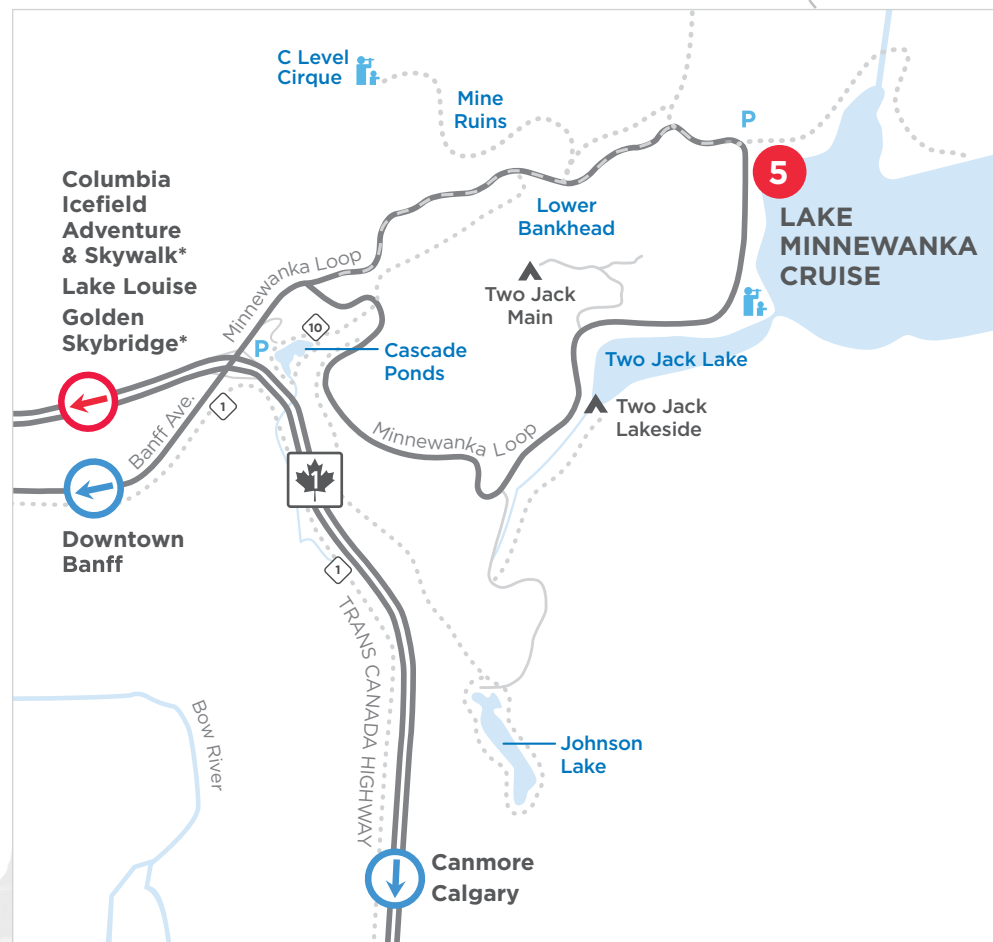 C Level
Cirque
Mine
Ruins
P
5
LAKE
MINNEWANKA
CRUISE
Columbia
Icefield
Adventure
& Skywalk*
Lake Louise
Golden
Skybridge*
Lower
Bankhead
Two Jack
Main
Minnewanka Loop
10
P
Cascade
Ponds
Two Jack Lake
Two Jack
Lakeside
1
Banff Ave.
Minnewanka Loop
1
Downtown
Banff
1
TRANS CANADA HIGHWAY
Bow River
Johnson
Lake
Canmore
Calgary